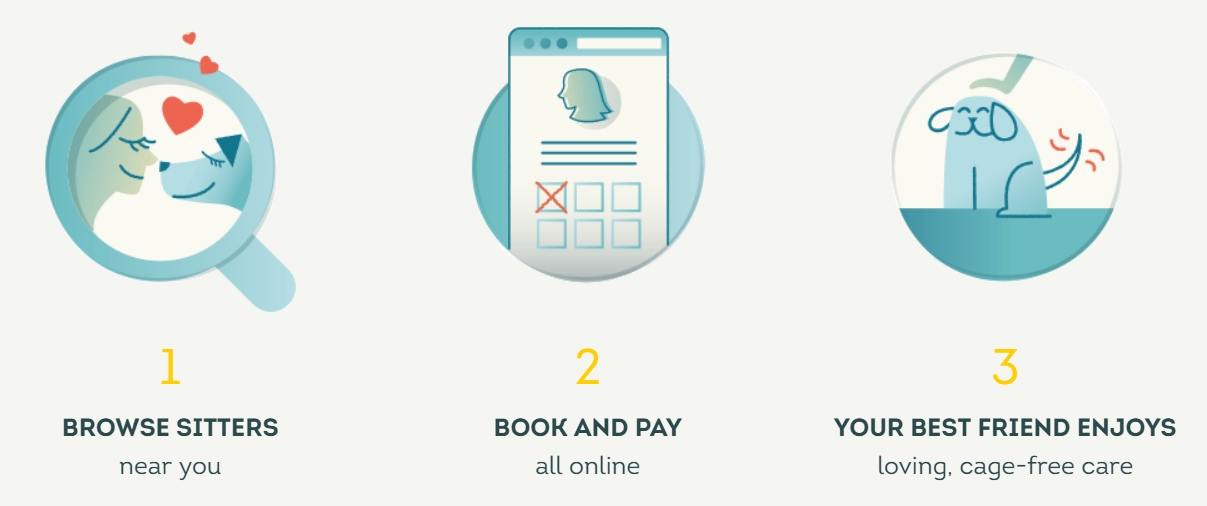 1
BROWSE SITTERS
near you
2
BOOK AND PAY
all online
3
YOUR BEST FRIEND ENJOYS
loving, cage-free care